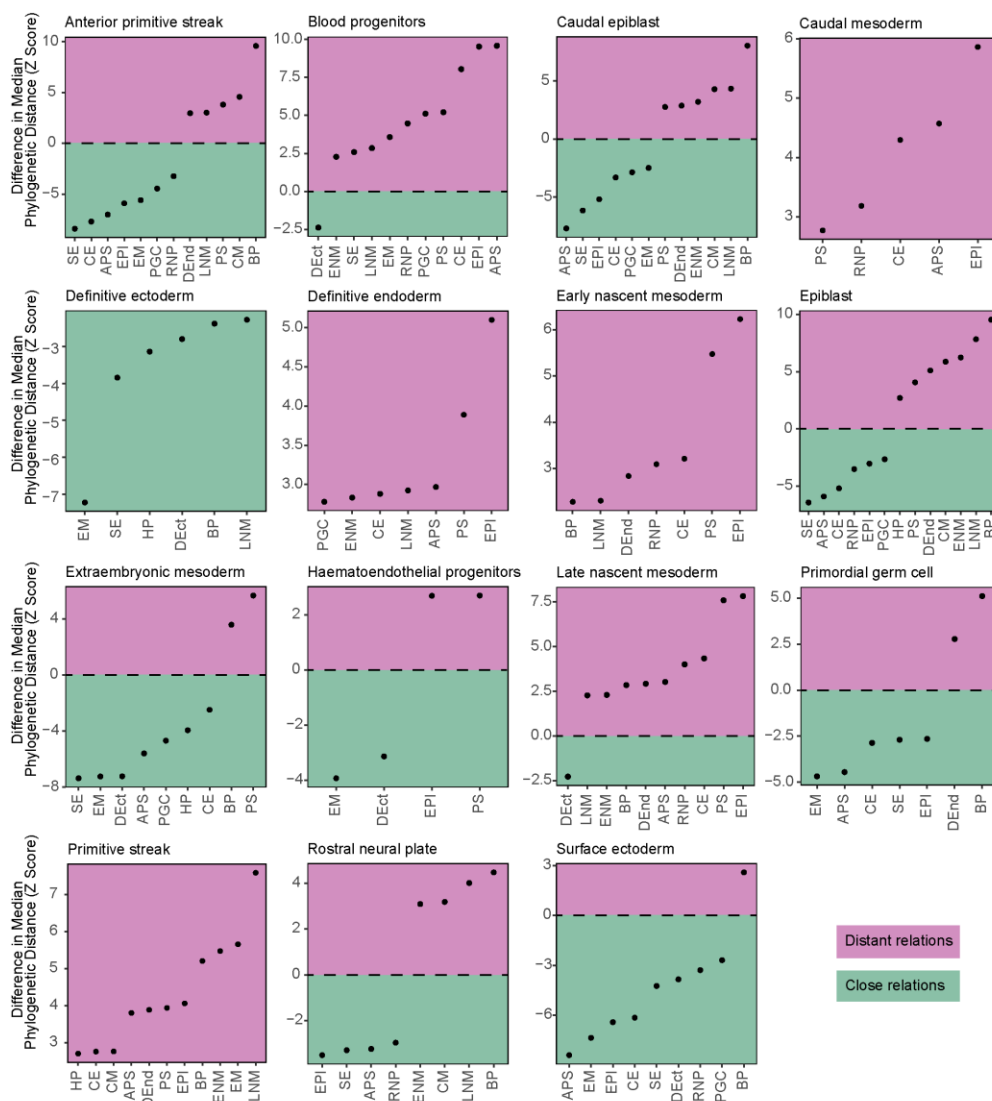 Anterior primitive streak
Blood progenitors
Caudal epiblast
Caudal mesoderm
Difference in Median
Phylogenetic Distance (Z Score)
10
5
0
−5
SE CE APS EPI EM PGC RNP DEnd LNM PS CM BP
10.0
7.5
5.0
2.5
0.0
−2.5
DEct ENM SE LNM EM RNP PGC PS CE EPI APS
5
0
−5
APS SE EPI CE PGC EM PS DEnd ENM CM LNM BP
6
5
4
3
PS RNP CE APS EPI
Definitive ectoderm
Definitive endoderm
Early nascent mesoderm
Epiblast
Difference in Median
Phylogenetic Distance (Z Score)
−3
−4
−5
−6
−7
EM SE HP DEct BP LNM
5.0
4.5
4.0
3.5
3.0
PGC ENM CE LNM APS PS EPI
6
5
4
3
BP LNM DEnd RNP CE PS EPI
10
5
0
−5
SE APS CE RNP EPI PGC HP PS DEnd CM ENM LNM BP
Extraembryonic mesoderm
Haematoendothelial progenitors
Late nascent mesoderm
Primordial germ cell
Difference in Median
Phylogenetic Distance (Z Score)
4
0
−4
−8
SE EM DEct APS PGC HP CE BP PS
2
0
−2
−4
EM DEct EPI PS
7.5
5.0
2.5
0.0
−2.5
DEct LNM ENM BP DEnd APS RNP CE PS EPI
5.0
2.5
0.0
−2.5
−5.0
EM APS CE SE EPI DEnd BP
Primitive streak
Rostral neural plate
Surface ectoderm
Difference in Median
Phylogenetic Distance (Z Score)
7
6
5
4
3
HP CE CM APS DEnd PS EPI BP ENM EM LNM
4
2
0
−2
EPI SE APS RNP ENM CM LNM BP
3
0
−3
−6
APS EM EPI CE SE DEct RNP PGC BP
Distant relations
Close relations